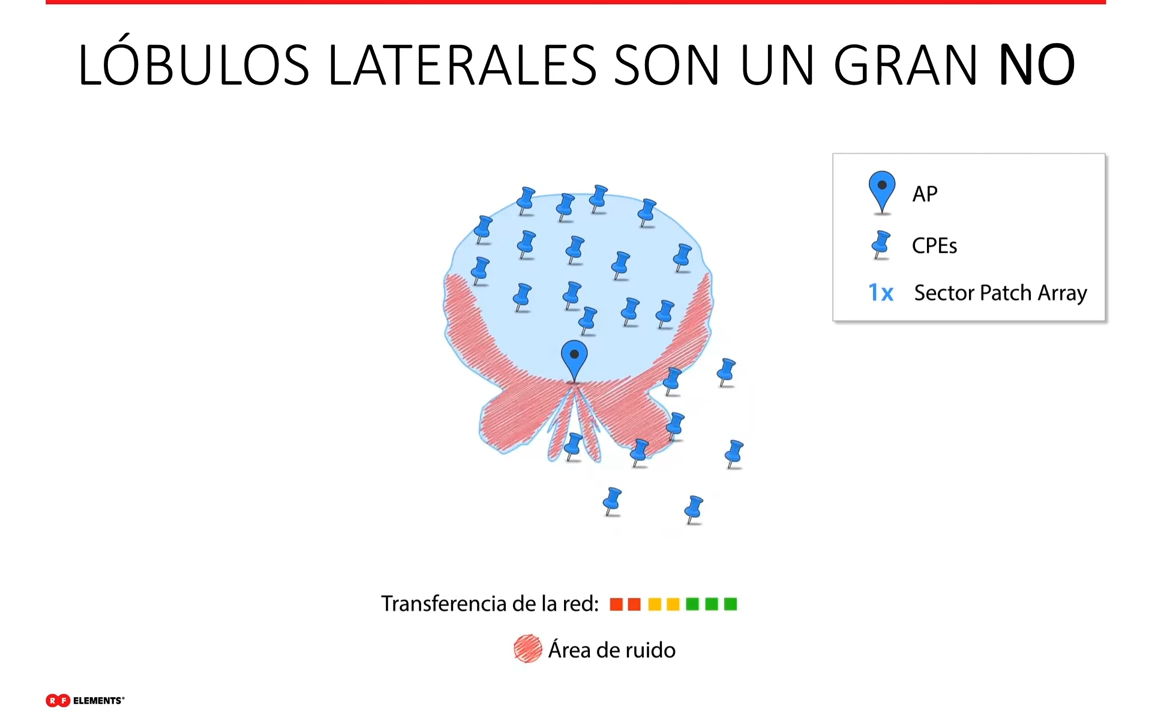 LÓBULOS LATERALES SON UN GRAN NO
AP
CPEs
1x Sector Patch Array
Transferencia de la red:
Área de ruido
RF ELEMENTS®